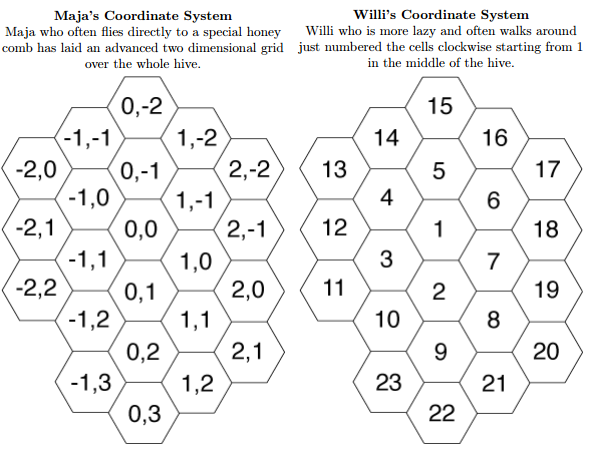 Maja's Coordinate System
Maja who often flies directly to a special honey
comb has laid an advanced two dimensional grid
over the whole hive.
0,-2
-1,-1 1,-2
-2,0 0,-1 2,-2
-1,0 1,-1
-2,1 0,0 2,-1
-1,1 1,0
-2,2 0,1 2,0
-1,2 1,1
0,2 2,1
-1,3 1,2
0,3
Willi's Coordinate System
Willi who is more lazy and often walks around
just numbered the cells clockwise starting from 1
in the middle of the hive.
15
14 16
13 5 17
4 6
12 1 18
3 7
11 2 19
10 8
9 20
23 21
22